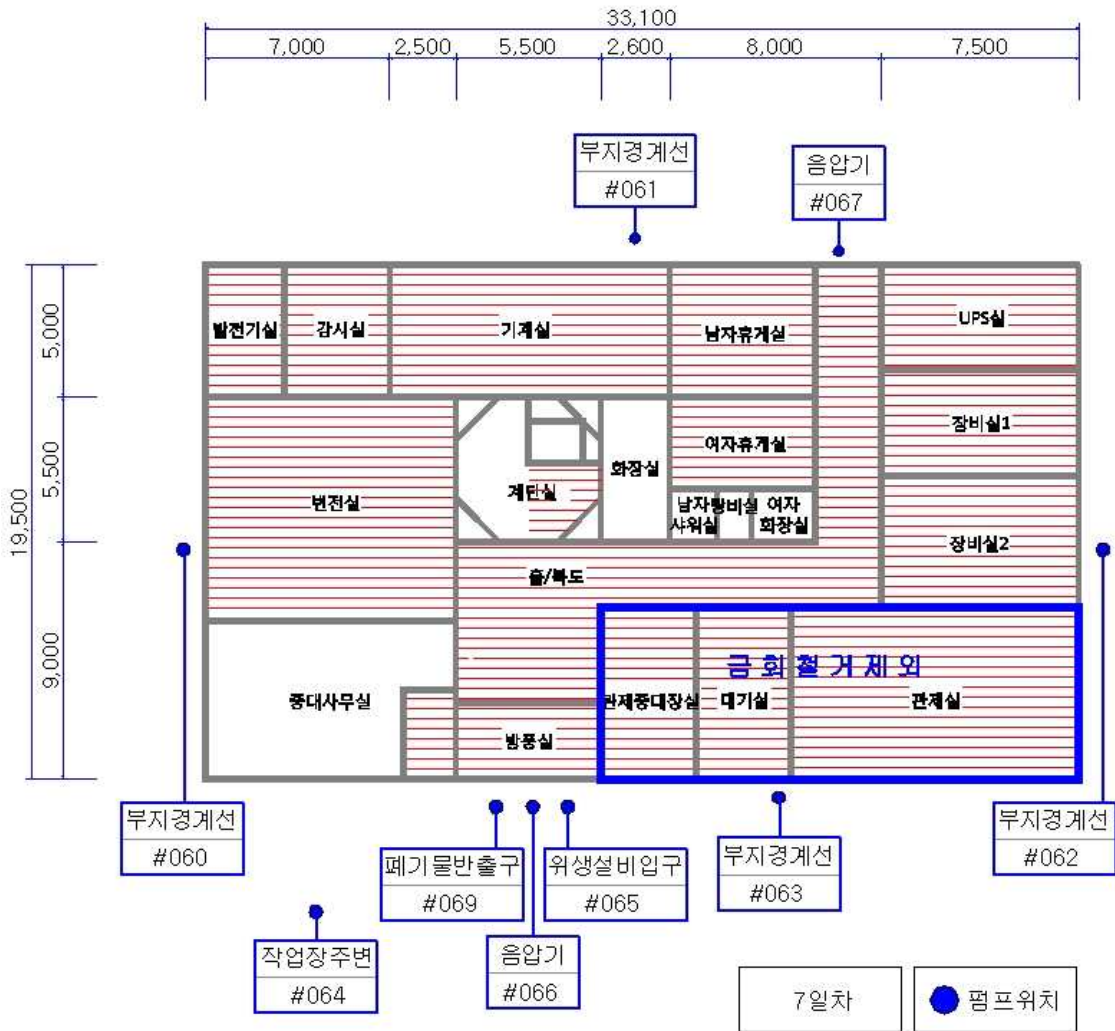 33,100
7,000 2,500 5,500 2,600 8,000 7,500
부지경계선
#061
음압기
#067
19,500
5,000
5,500
9,000
발전기실 감시실 기계실 남자휴게실 UPS실
장비실1
여자휴게실
화장실
계단실
변전실
남자
샤워실
탕비실
여자
화장실
장비실2
홀/복도
금회철거제외
중대사무실
관제중대장실 대기실 관제실
방풍실
부지경계선
#060
폐기물반출구
#069
위생설비입구
#065
부지경계선
#063
부지경계선
#062
작업장주변
#064
음압기
#066
7일차
펌프위치